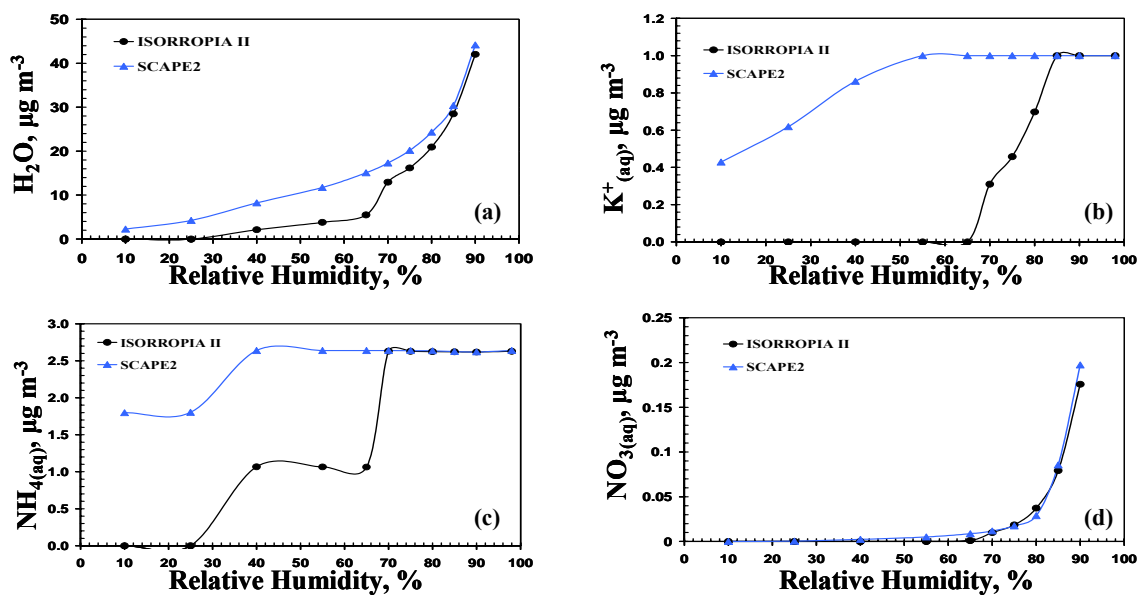 50
40
30
20
10
0
H₂O, µg m⁻³
ISORROPIA II
SCAPE2
(a)
0 10 20 30 40 50 60 70 80 90 100
Relative Humidity, %
1.2
1.0
0.8
0.6
0.4
0.2
0.0
K⁺(aq), µg m⁻³
ISORROPIA II
SCAPE2
(b)
0 10 20 30 40 50 60 70 80 90 100
Relative Humidity, %
3.0
2.5
2.0
1.5
1.0
0.5
0.0
NH₄(aq), µg m⁻³
ISORROPIA II
SCAPE2
(c)
0 10 20 30 40 50 60 70 80 90 100
Relative Humidity, %
0.25
0.2
0.15
0.1
0.05
0
NO₃(aq), µg m⁻³
ISORROPIA II
SCAPE2
(d)
0 10 20 30 40 50 60 70 80 90 100
Relative Humidity, %